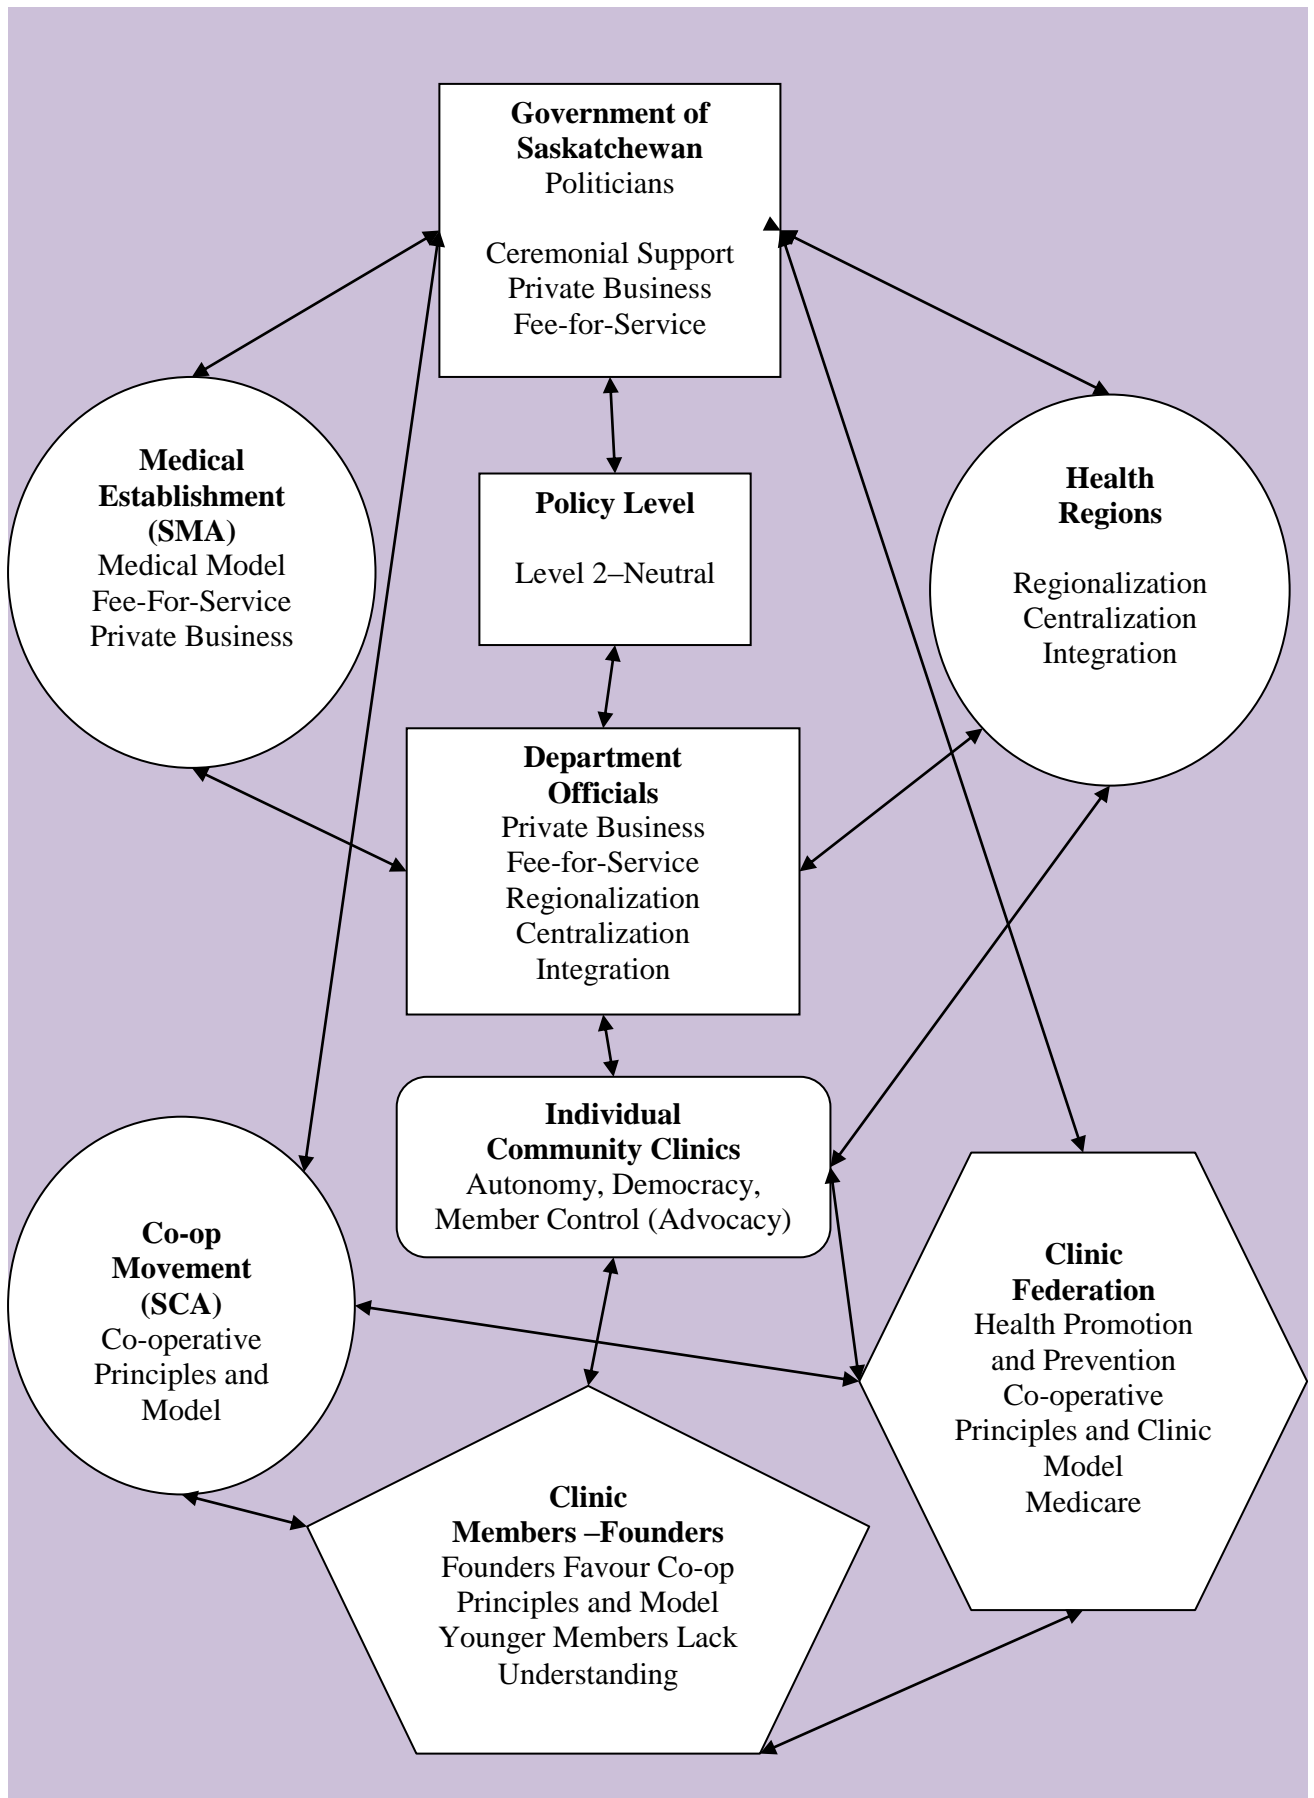 Government of
Saskatchewan
Politicians
Ceremonial Support
Private Business
Fee-for-Service
Medical
Establishment
(SMA)
Medical Model
Fee-For-Service
Private Business
Policy Level
Level 2–Neutral
Health
Regions
Regionalization
Centralization
Integration
Department
Officials
Private Business
Fee-for-Service
Regionalization
Centralization
Integration
Individual
Community Clinics
Autonomy, Democracy,
Member Control (Advocacy)
Co-op
Movement
(SCA)
Co-operative
Principles and
Model
Clinic
Federation
Health Promotion
and Prevention
Co-operative
Principles and Clinic
Model
Medicare
Clinic
Members –Founders
Founders Favour Co-op
Principles and Model
Younger Members Lack
Understanding